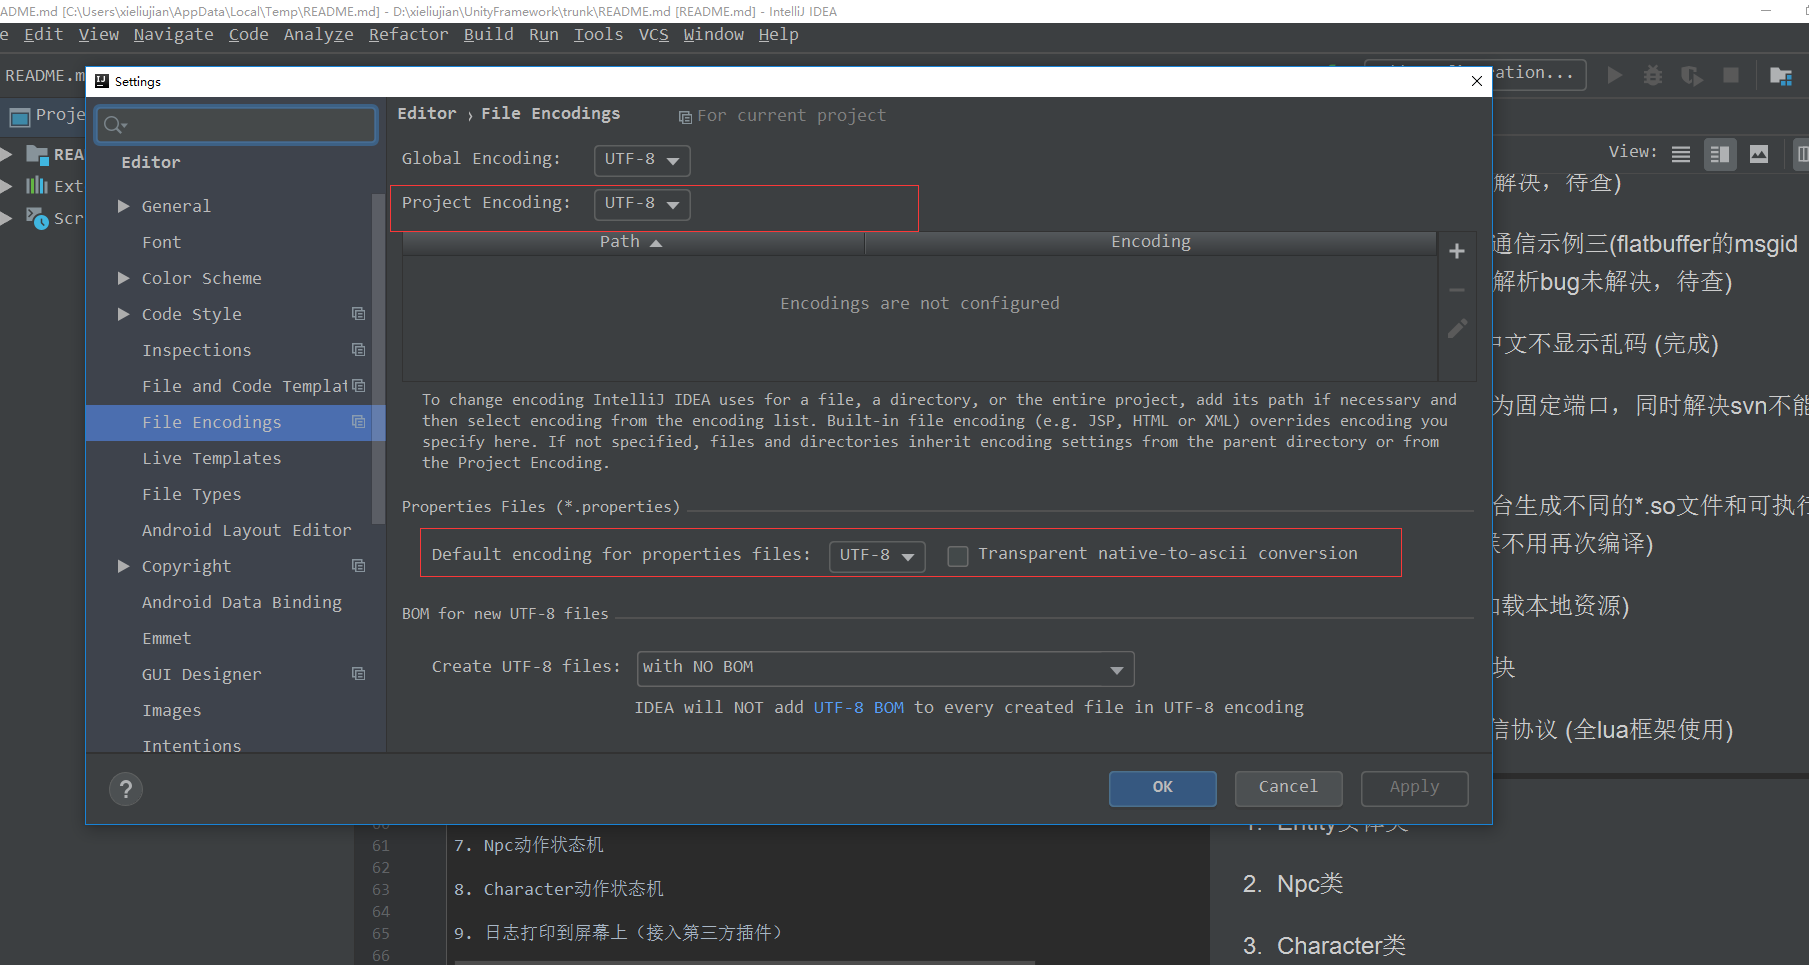 ADME.md [C:\Users\xieliujian\AppData\Local\Temp\README.md] - D:\xieliujian\UnityFramework\trunk\README.md [README.md] - IntelliJ IDEA
e Edit View Navigate Code Analyze Refactor Build Run Tools VCS Window Help
README.m
ation...
Proje
REA
Ext
Scr
Settings
Editor
General
Font
Color Scheme
Code Style
Inspections
File and Code Templat
File Encodings
Live Templates
File Types
Android Layout Editor
Copyright
Android Data Binding
Emmet
GUI Designer
Images
Intentions
Editor › File Encodings For current project
Global Encoding: UTF-8
Project Encoding: UTF-8
Path Encoding
Encodings are not configured
To change encoding IntelliJ IDEA uses for a file, a directory, or the entire project, add its path if necessary and
then select encoding from the encoding list. Built-in file encoding (e.g. JSP, HTML or XML) overrides encoding you
specify here. If not specified, files and directories inherit encoding settings from the parent directory or from
the Project Encoding.
Properties Files (*.properties)
Default encoding for properties files: UTF-8 Transparent native-to-ascii conversion
BOM for new UTF-8 files
Create UTF-8 files: with NO BOM
IDEA will NOT add UTF-8 BOM to every created file in UTF-8 encoding
?
OK Cancel Apply
View:
解决，待查)
通信示例三(flatbuffer的msgid
解析bug未解决，待查)
中文不显示乱码 (完成)
为固定端口，同时解决svn不能
台生成不同的*.so文件和可执行
不用再次编译)
加载本地资源)
块
信协议 (全lua框架使用)
1. Entity实体类
2. Npc类
3. Character类
60
61 7. Npc动作状态机
62
63 8. Character动作状态机
64
65 9. 日志打印到屏幕上（接入第三方插件）
66